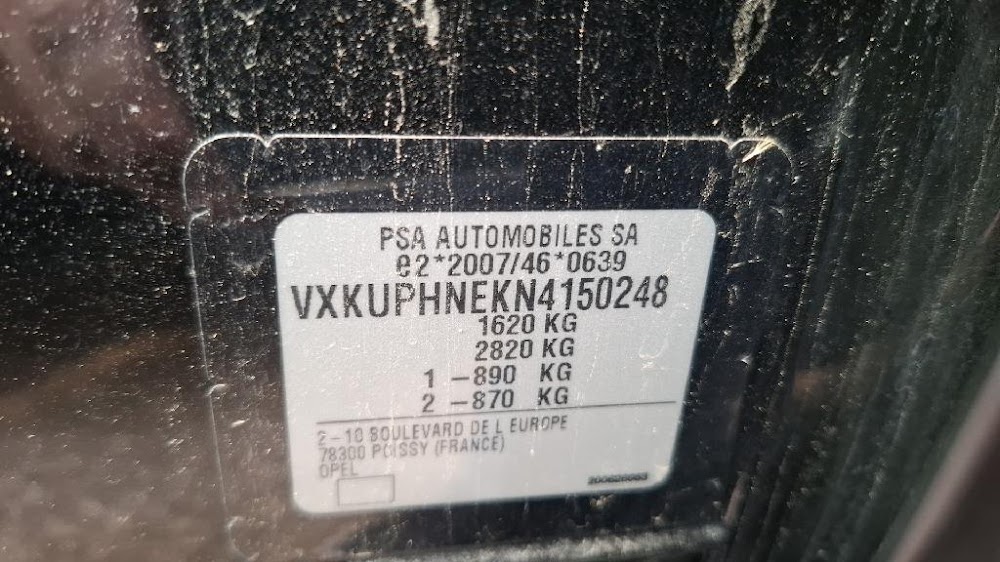 PSA AUTOMOBILES SA
e2*2007/46*0639
VXKUPHNEKN4150248
1620 KG
2820 KG
1 -890 KG
2 -870 KG
2-10 BOULEVARD DE L EUROPE
78300 POISSY (FRANCE)
OPEL